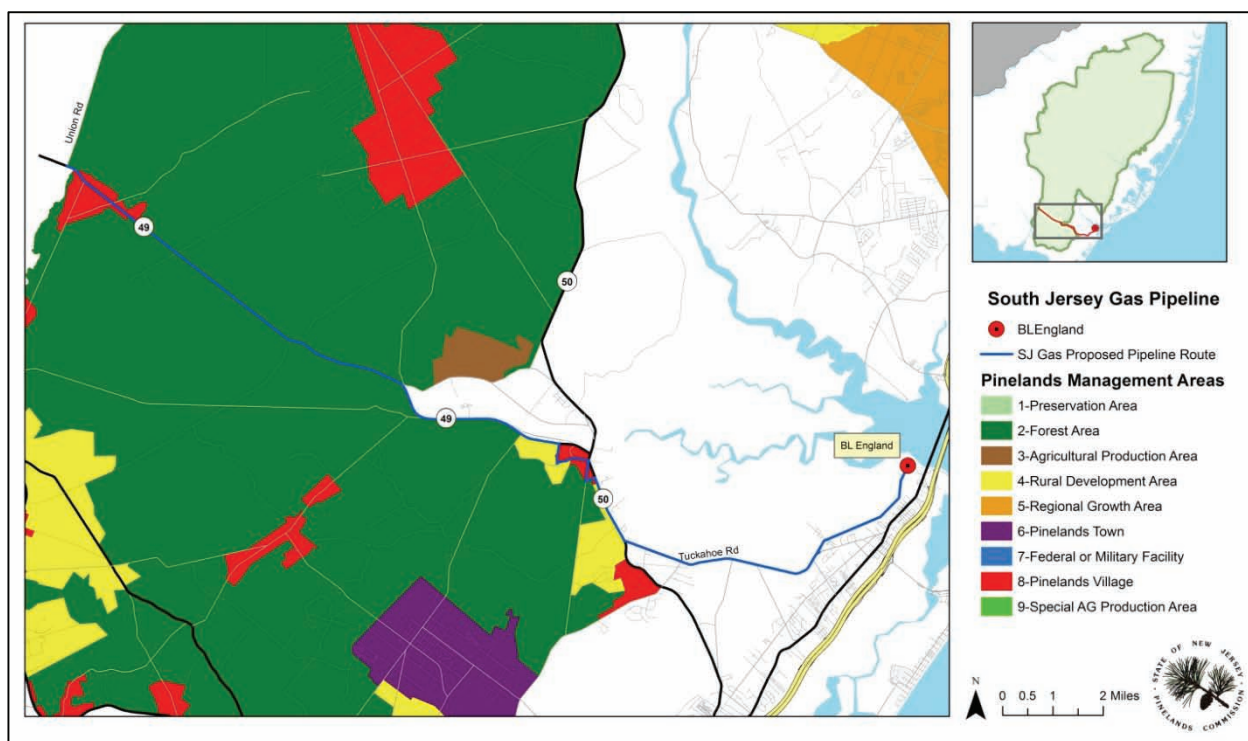 Union Rd
49
50
49
50
BL England
Tuckahoe Rd
South Jersey Gas Pipeline
BLEngland
SJ Gas Proposed Pipeline Route
Pinelands Management Areas
1-Preservation Area
2-Forest Area
3-Agricultural Production Area
4-Rural Development Area
5-Regional Growth Area
6-Pinelands Town
7-Federal or Military Facility
8-Pinelands Village
9-Special AG Production Area
N
0 0.5 1 2 Miles
STATE OF NEW JERSEY
PINELANDS COMMISSION